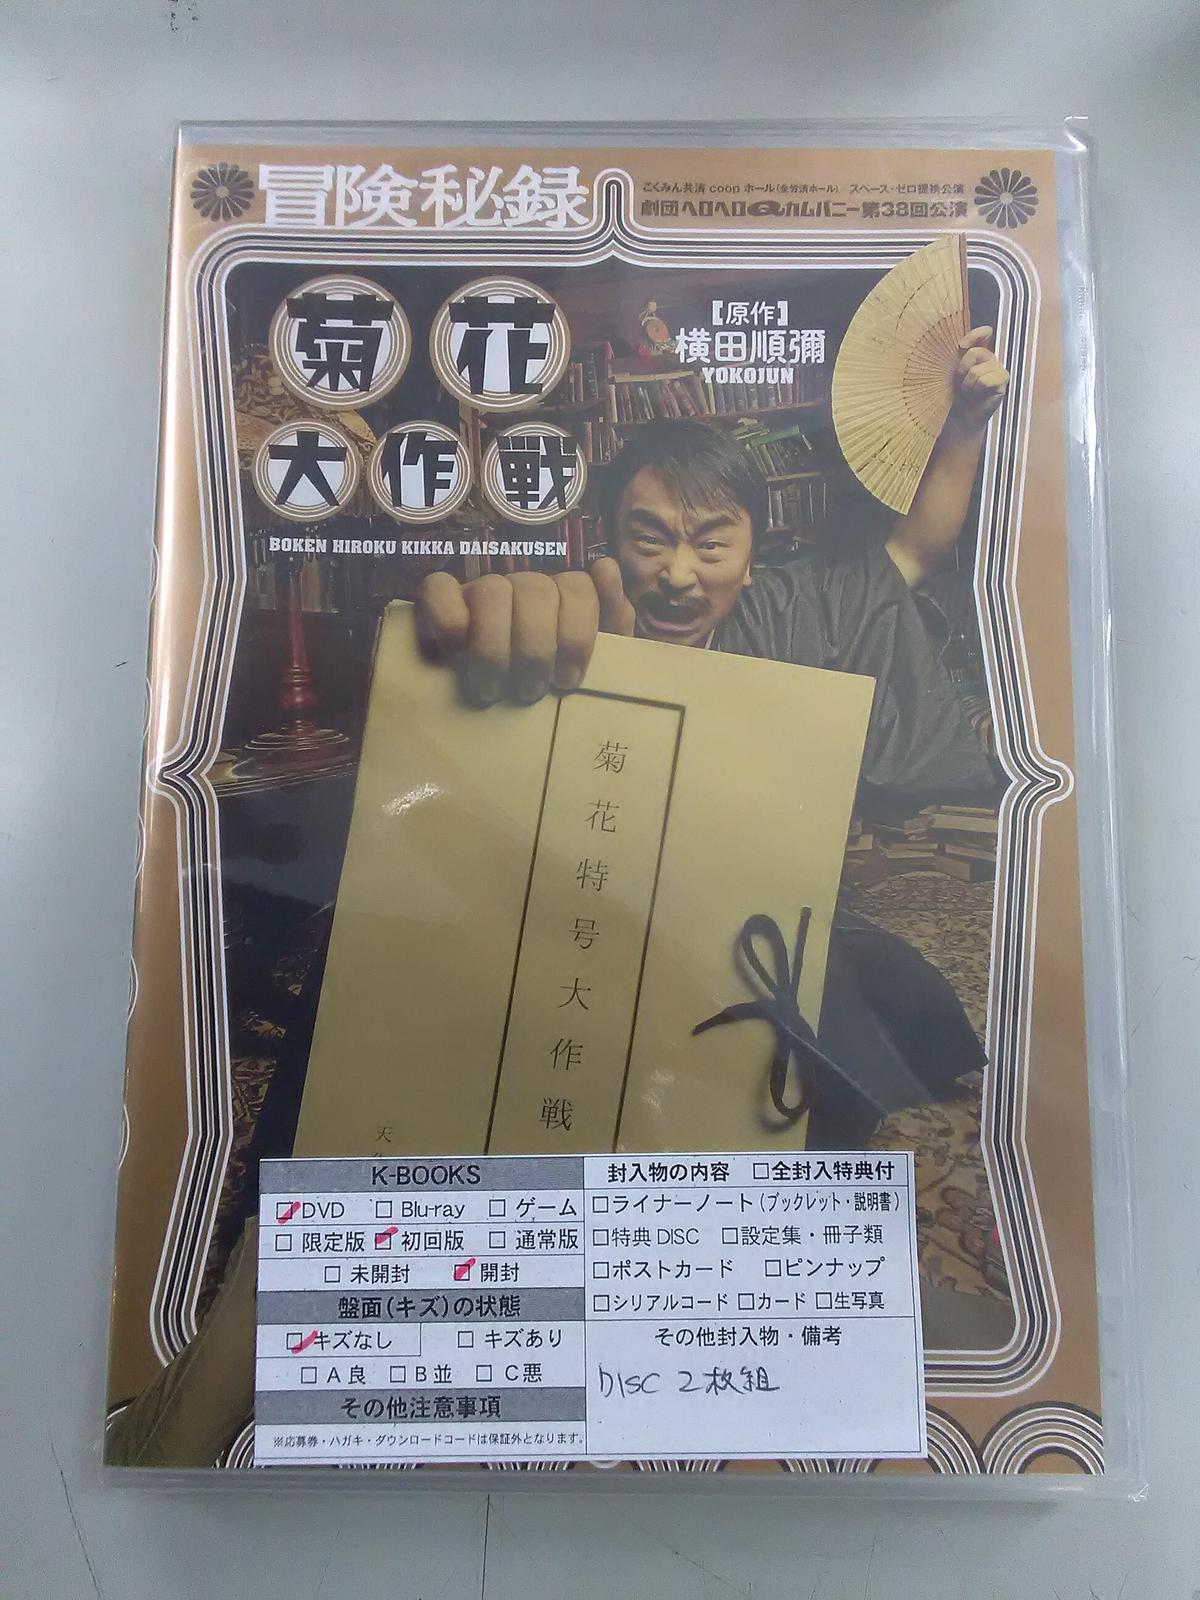 冒険秘録
こくみん共済 coop ホール(全労済ホール)/スペース・ゼロ提携公演
劇団ヘロヘロQカムパニー第38回公演
菊花
大作戦
BOKEN HIROKU KIKKA DAISAKUSEN
【原作】
横田順彌
YOKOJUN
菊花特号大作戦
天
K-BOOKS
□DVD □Blu-ray □ゲーム
□限定版 □初回版 □通常版
□未開封 □開封
盤面(キズ)の状態
□キズなし □キズあり
□A良 □B並 □C悪
その他注意事項
※応募券・ハガキ・ダウンロードコードは保証外となります。
封入物の内容 □全封入特典付
□ライナーノート(ブックレット・説明書)
□特典DISC □設定集・冊子類
□ポストカード □ピンナップ
□シリアルコード □カード □生写真
その他封入物・備考
DISC 2枚組